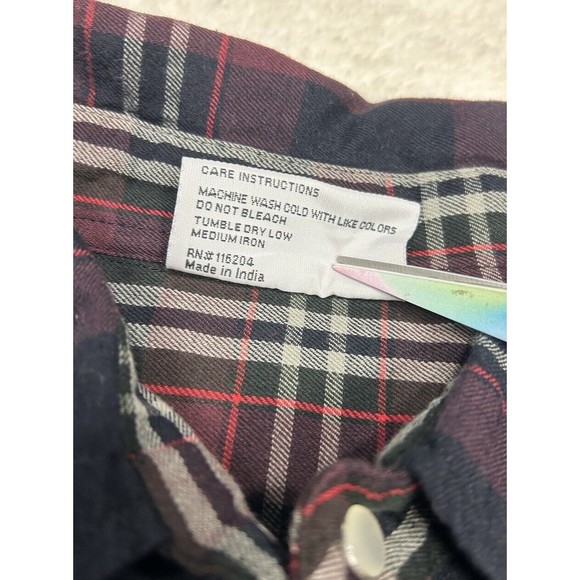 CARE INSTRUCTIONS
MACHINE WASH COLD WITH LIKE COLORS
DO NOT BLEACH
TUMBLE DRY LOW
MEDIUM IRON
RN# 116204
Made in India